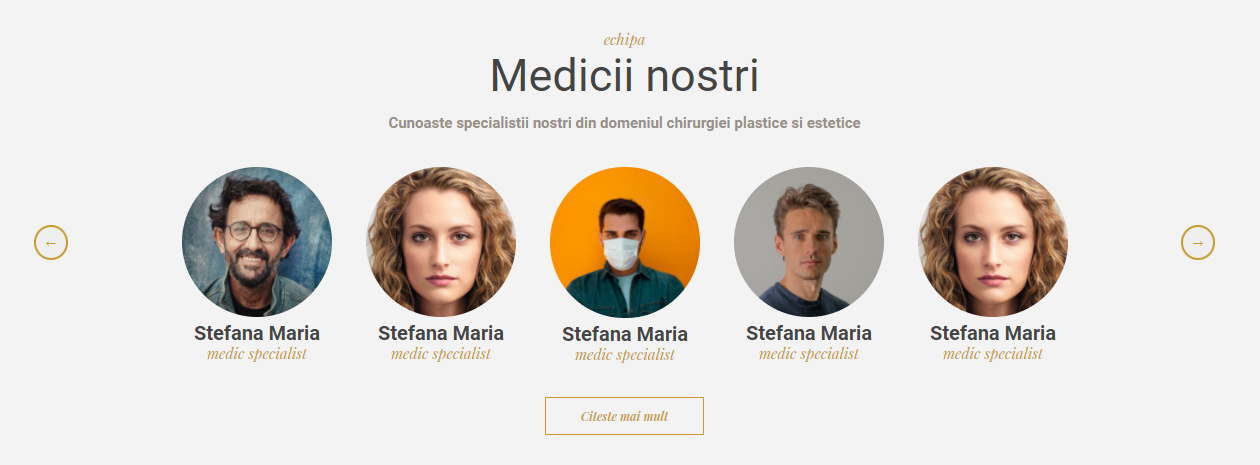 echipa
Medicii nostri
Cunoaste specialistii nostri din domeniul chirurgiei plastice si estetice
← →
Stefana Maria Stefana Maria Stefana Maria Stefana Maria Stefana Maria
medic specialist medic specialist medic specialist medic specialist medic specialist
Citeste mai mult